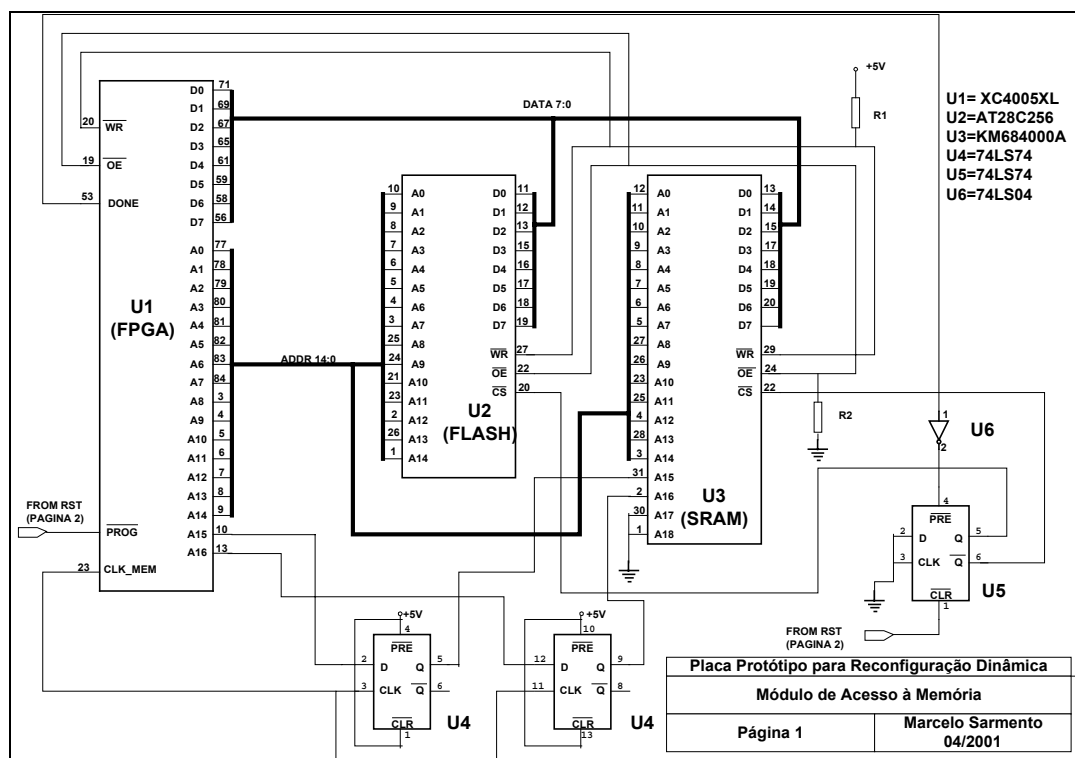 20 WR
19 OE
53 DONE
D0 71
D1 69
D2 67
D3 65
D4 61
D5 59
D6 58
D7 56
A0 77
A1 78
A2 79
A3 80
A4 81
A5 82
A6 83
A7 84
A8 3
A9 4
A10 5
A11 6
A12 7
A13 8
A14 9
A15 10
A16 13
U1
(FPGA)
FROM RST
(PAGINA 2)
PROG
23 CLK_MEM
DATA 7:0
ADDR 14:0
10 A0
9 A1
8 A2
7 A3
6 A4
5 A5
4 A6
3 A7
25 A8
24 A9
21 A10
23 A11
2 A12
26 A13
1 A14
D0 11
D1 12
D2 13
D3 15
D4 16
D5 17
D6 18
D7 19
WR 27
OE 22
CS 20
U2
(FLASH)
12 A0
11 A1
10 A2
9 A3
8 A4
7 A5
6 A6
5 A7
27 A8
26 A9
23 A10
25 A11
4 A12
28 A13
3 A14
31 A15
2 A16
30 A17
1 A18
D0 13
D1 14
D2 15
D3 17
D4 18
D5 19
D6 20
D7
WR 29
OE 24
CS 22
U3
(SRAM)
+5V
R1
R2
U1= XC4005XL
U2=AT28C256
U3=KM684000A
U4=74LS74
U5=74LS74
U6=74LS04
1
U6
2
4
PRE
2 D Q 5
3 CLK Q 6
CLR
1
U5
FROM RST
(PAGINA 2)
+5V
4
PRE
2 D Q 5
3 CLK Q 6
CLR
1
U4
+5V
10
PRE
12 D Q 9
11 CLK Q 8
CLR
13
U4
Placa Protótipo para Reconfiguração Dinâmica
Módulo de Acesso à Memória
Página 1
Marcelo Sarmento
04/2001